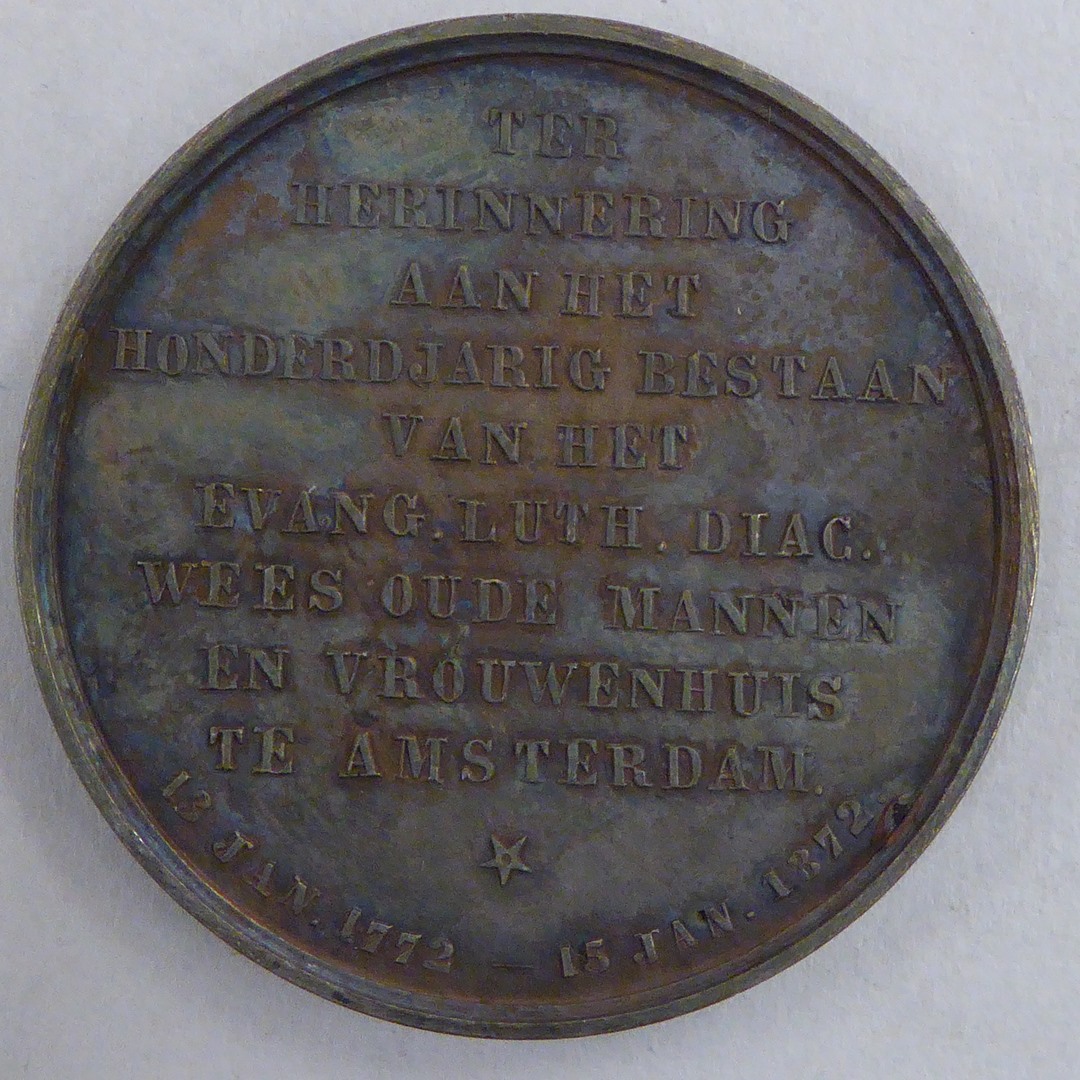 TER
HERINNERING
AAN HET
HONDERDJARIG BESTAAN
VAN HET
EVANG. LUTH. DIAC.
WEES OUDE MANNEN
EN VROUWENHUIS
TE AMSTERDAM.
13 JAN. 1772 — 15 JAN. 1872